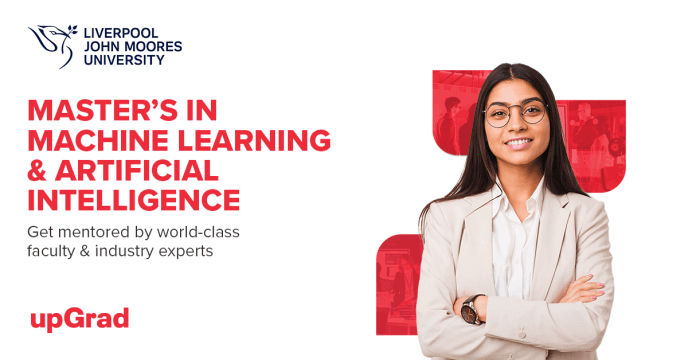 LIVERPOOL
JOHN MOORES
UNIVERSITY
MASTER'S IN
MACHINE LEARNING
& ARTIFICIAL
INTELLIGENCE
Get mentored by world-class
faculty & industry experts
upGrad